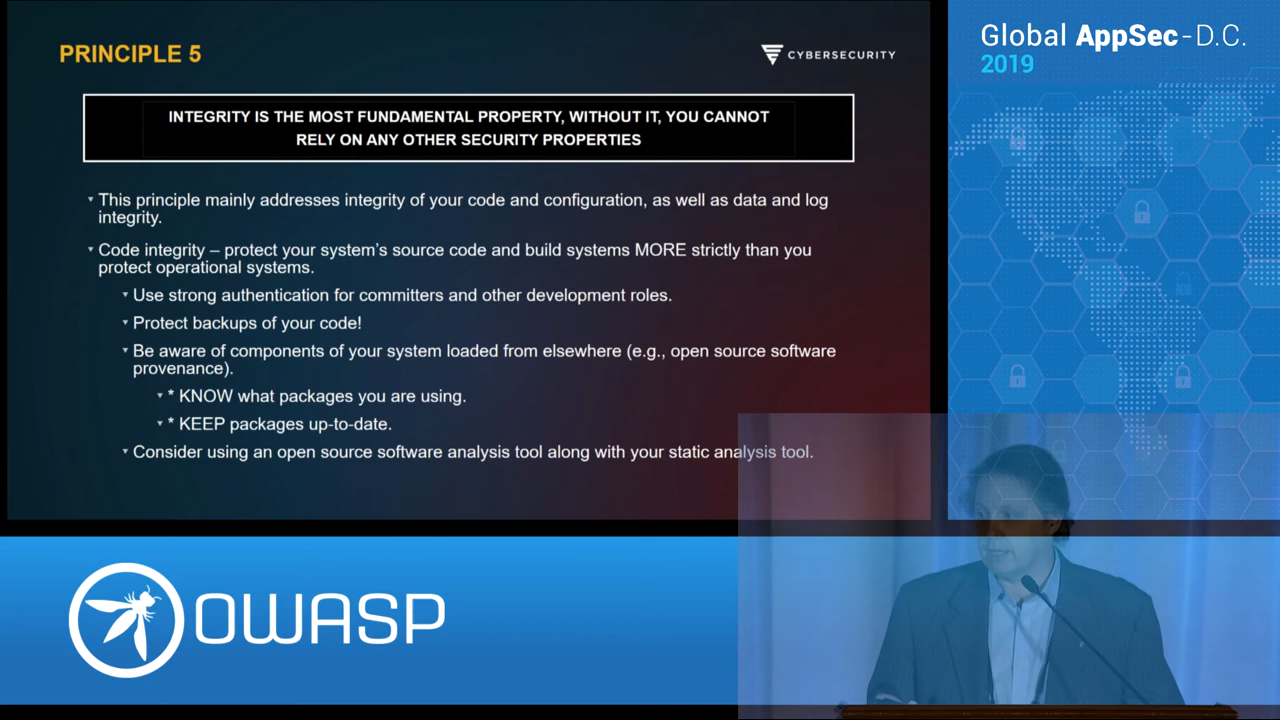 PRINCIPLE 5
CYBERSECURITY
INTEGRITY IS THE MOST FUNDAMENTAL PROPERTY, WITHOUT IT, YOU CANNOT
RELY ON ANY OTHER SECURITY PROPERTIES
This principle mainly addresses integrity of your code and configuration, as well as data and log
integrity.
Code integrity – protect your system's source code and build systems MORE strictly than you
protect operational systems.
Use strong authentication for committers and other development roles.
Protect backups of your code!
Be aware of components of your system loaded from elsewhere (e.g., open source software
provenance).
* KNOW what packages you are using.
* KEEP packages up-to-date.
Consider using an open source software analysis tool along with your static analysis tool.
Global AppSec - D.C.
2019
OWASP